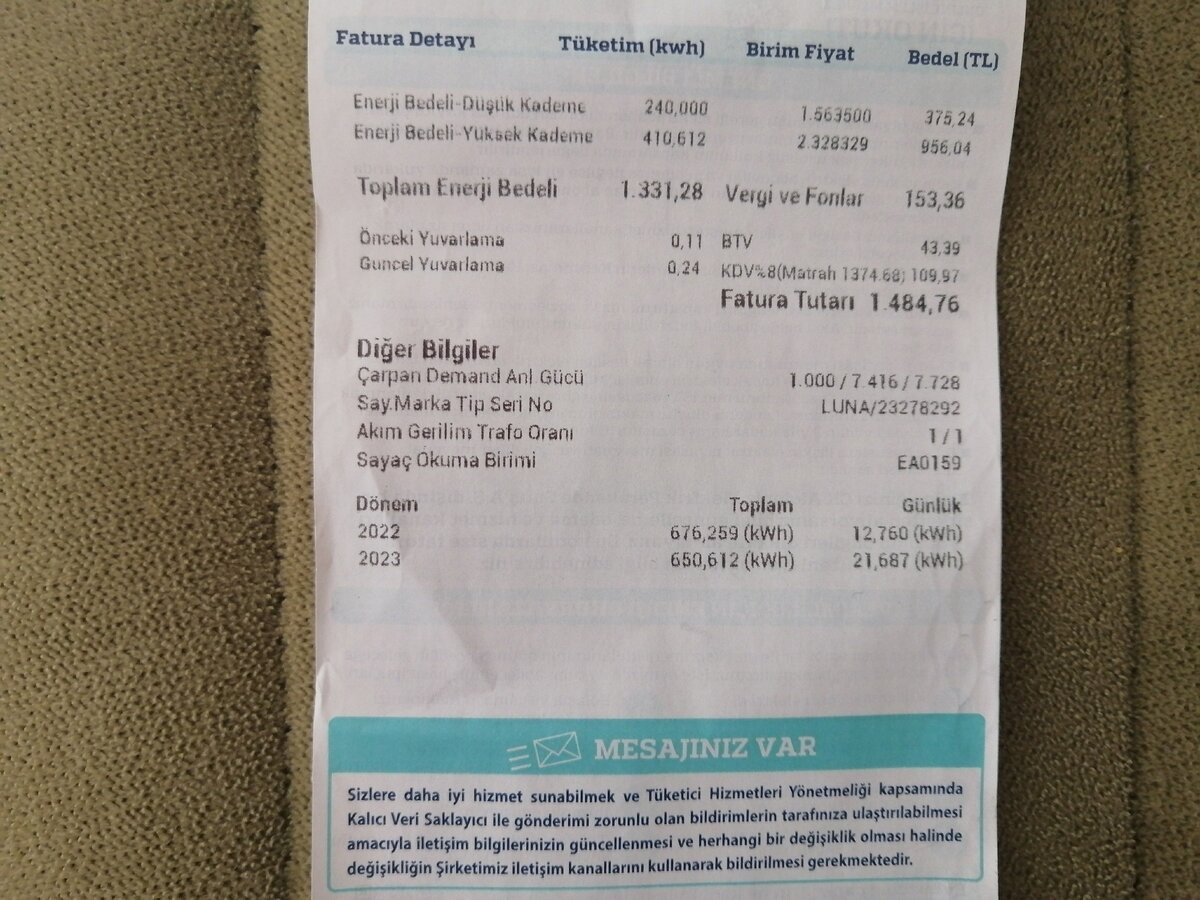 Fatura Detayı Tüketim (kwh) Birim Fiyat Bedel (TL)
Enerji Bedeli-Düşük Kademe 240,000 1.563500 375,24
Enerji Bedeli-Yüksek Kademe 410,612 2.328329 956,04
Toplam Enerji Bedeli 1.331,28 Vergi ve Fonlar 153,36
Önceki Yuvarlama 0,11 BTV 43,39
Guncel Yuvarlama 0,24 KDV%8(Matrah 1374.68) 109,97
Fatura Tutarı 1.484,76
Diğer Bilgiler
Çarpan Demand Anl Gücü 1.000 / 7.416 / 7.728
Say.Marka Tip Seri No LUNA/23278292
Akım Gerilim Trafo Oranı 1 / 1
Sayaç Okuma Birimi EA0159
Dönem Toplam Günlük
2022 676,259 (kWh) 12,760 (kWh)
2023 650,612 (kWh) 21,687 (kWh)
MESAJINIZ VAR
Sizlere daha iyi hizmet sunabilmek ve Tüketici Hizmetleri Yönetmeliği kapsamında
Kalıcı Veri Saklayıcı ile gönderimi zorunlu olan bildirimlerin tarafınıza ulaştırılabilmesi
amacıyla iletişim bilgilerinizin güncellenmesi ve herhangi bir değişiklik olması halinde
değişikliğin Şirketimiz iletişim kanallarını kullanarak bildirilmesi gerekmektedir.